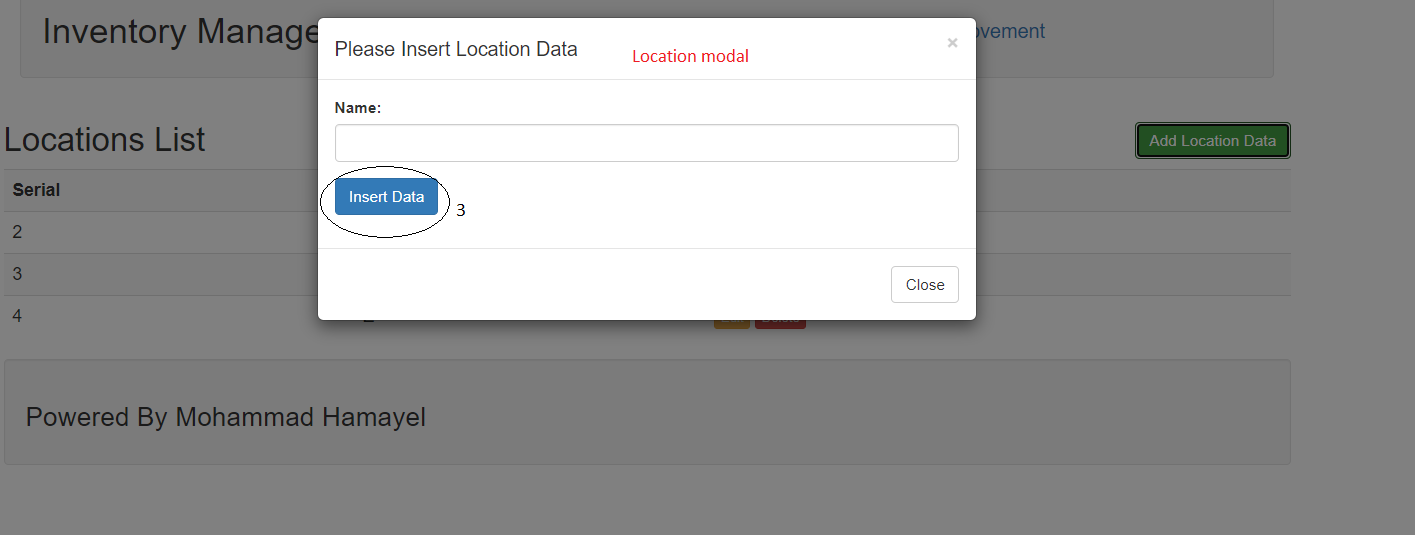 Inventory Manage
Please Insert Location Data
Location modal
×
vement
Name:
Locations List
Add Location Data
Serial
Insert Data
3
2
3
Close
4
Powered By Mohammad Hamayel